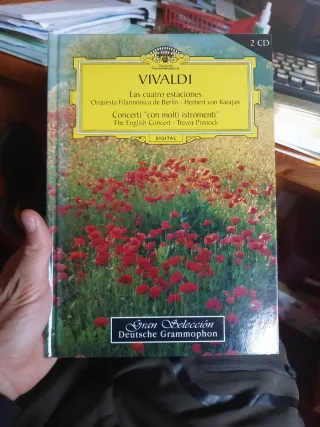 2 CD
VIVALDI
Las cuatro estaciones
Orquesta Filarmónica de Berlín · Herbert von Karajan
Concerti "con molti istromenti"
The English Concert · Trevor Pinnock
DIGITAL
Gran Selección
Deutsche Grammophon